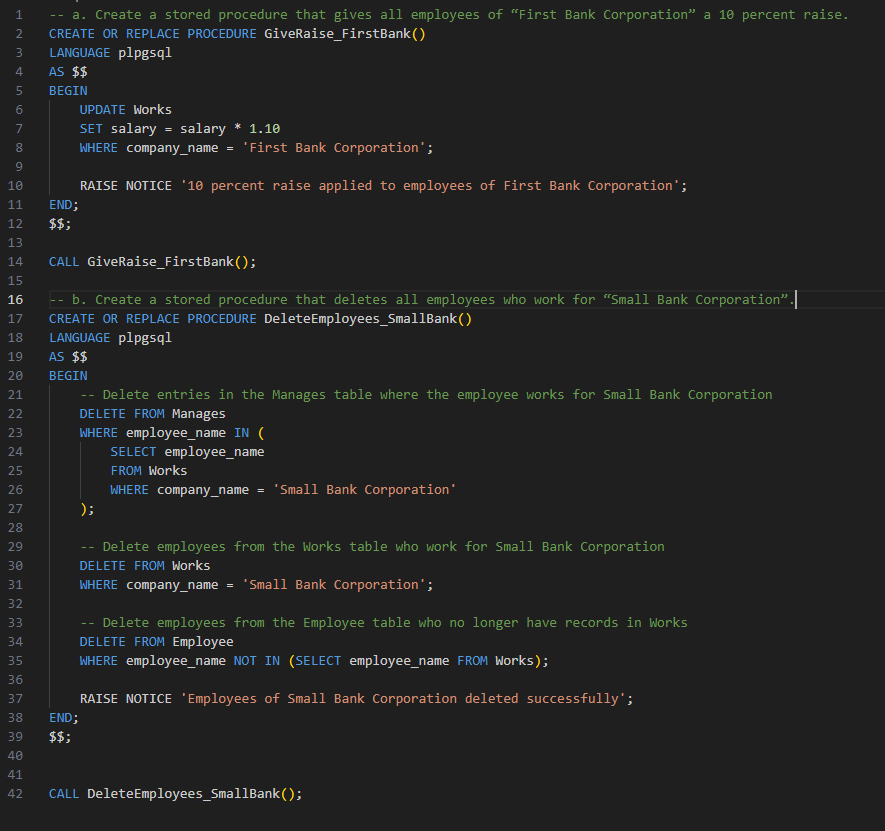 1 -- a. Create a stored procedure that gives all employees of “First Bank Corporation” a 10 percent raise.
2 CREATE OR REPLACE PROCEDURE GiveRaise_FirstBank()
3 LANGUAGE plpgsql
4 AS $$
5 BEGIN
6     UPDATE Works
7     SET salary = salary * 1.10
8     WHERE company_name = 'First Bank Corporation';
9
10     RAISE NOTICE '10 percent raise applied to employees of First Bank Corporation';
11 END;
12 $$;
13
14 CALL GiveRaise_FirstBank();
15
16 -- b. Create a stored procedure that deletes all employees who work for “Small Bank Corporation”.
17 CREATE OR REPLACE PROCEDURE DeleteEmployees_SmallBank()
18 LANGUAGE plpgsql
19 AS $$
20 BEGIN
21     -- Delete entries in the Manages table where the employee works for Small Bank Corporation
22     DELETE FROM Manages
23     WHERE employee_name IN (
24         SELECT employee_name
25         FROM Works
26         WHERE company_name = 'Small Bank Corporation'
27     );
28
29     -- Delete employees from the Works table who work for Small Bank Corporation
30     DELETE FROM Works
31     WHERE company_name = 'Small Bank Corporation';
32
33     -- Delete employees from the Employee table who no longer have records in Works
34     DELETE FROM Employee
35     WHERE employee_name NOT IN (SELECT employee_name FROM Works);
36
37     RAISE NOTICE 'Employees of Small Bank Corporation deleted successfully';
38 END;
39 $$;
40
41
42 CALL DeleteEmployees_SmallBank();